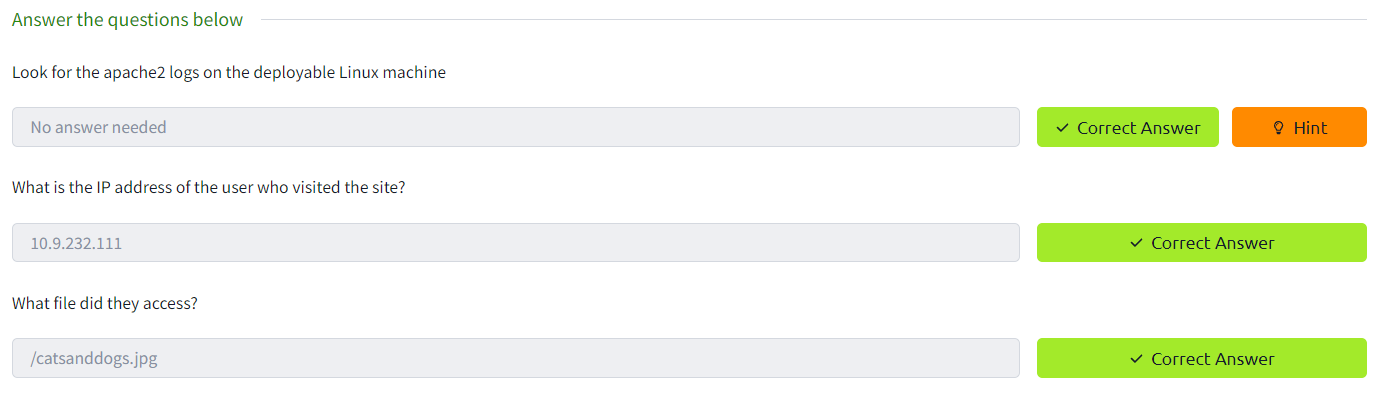 Answer the questions below
Look for the apache2 logs on the deployable Linux machine
No answer needed
Correct Answer
Hint
What is the IP address of the user who visited the site?
10.9.232.111
Correct Answer
What file did they access?
/catsanddogs.jpg
Correct Answer